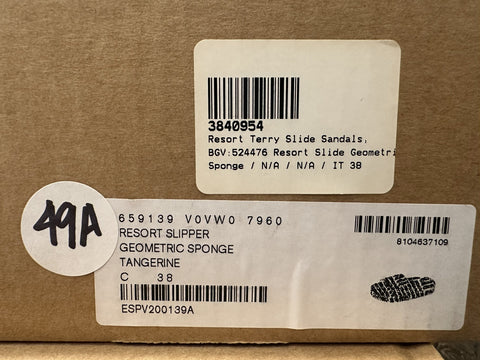 3840954
Resort Terry Slide Sandals,
BGV:524476 Resort Slide Geometri
Sponge / N/A / N/A / IT 38
49A
659139 V0VW0 7960
RESORT SLIPPER
GEOMETRIC SPONGE
TANGERINE
C 38
ESPV200139A
8104637109